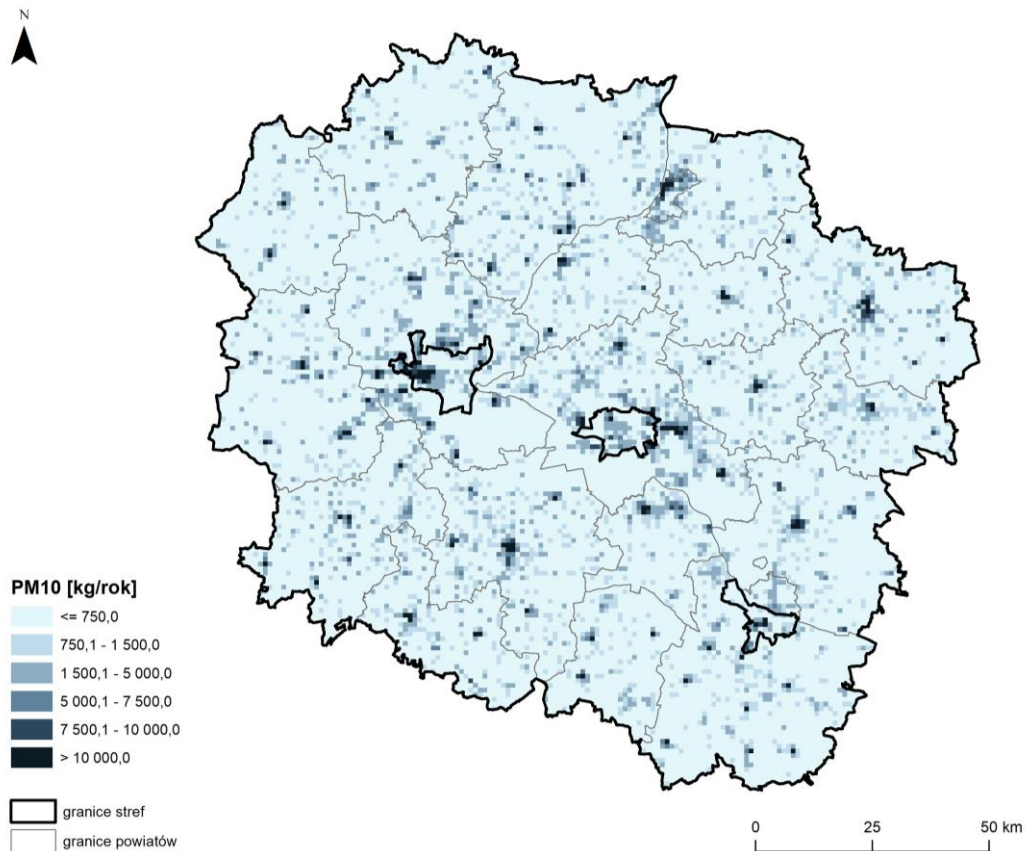 N
PM10 [kg/rok]
<= 750,0
750,1 - 1 500,0
1 500,1 - 5 000,0
5 000,1 - 7 500,0
7 500,1 - 10 000,0
> 10 000,0
granice stref
granice powiatów
0 25 50 km